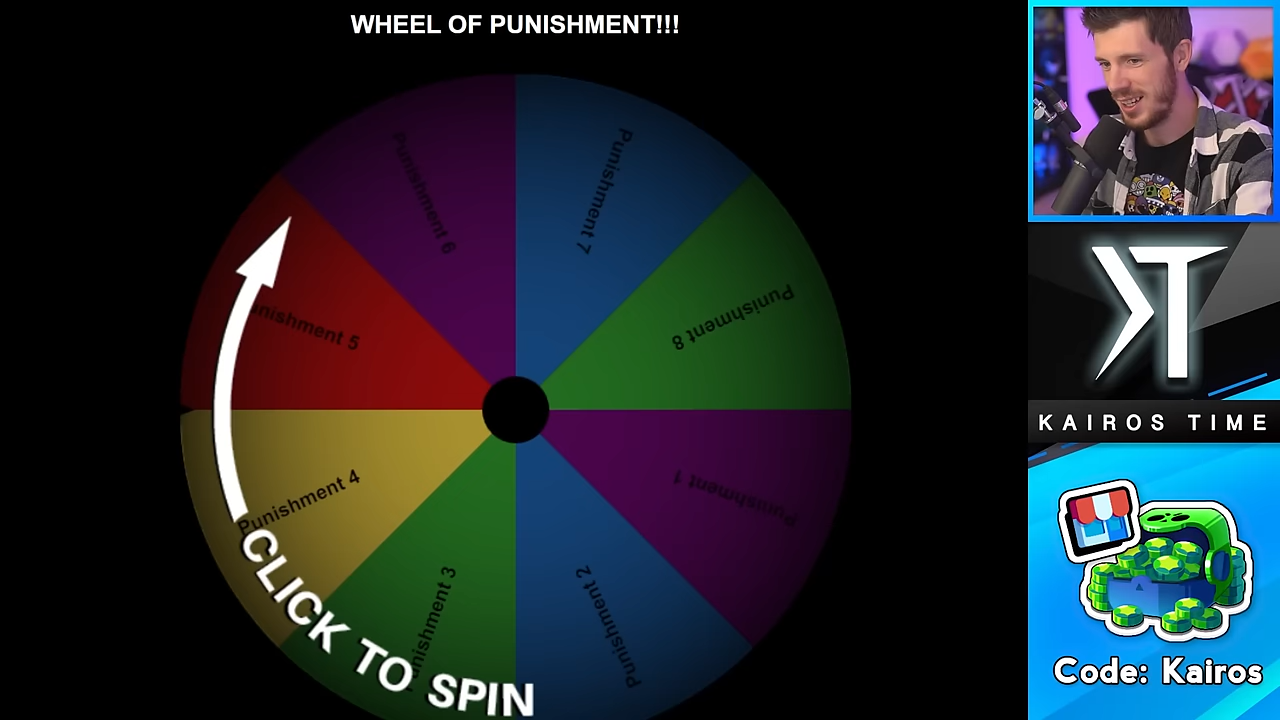 WHEEL OF PUNISHMENT!!!
Punishment 6
Punishment 7
Punishment 5
Punishment 8
Punishment 4
Punishment 1
Punishment 3
Punishment 2
CLICK TO SPIN
KT
KAIROS TIME
Code: Kairos